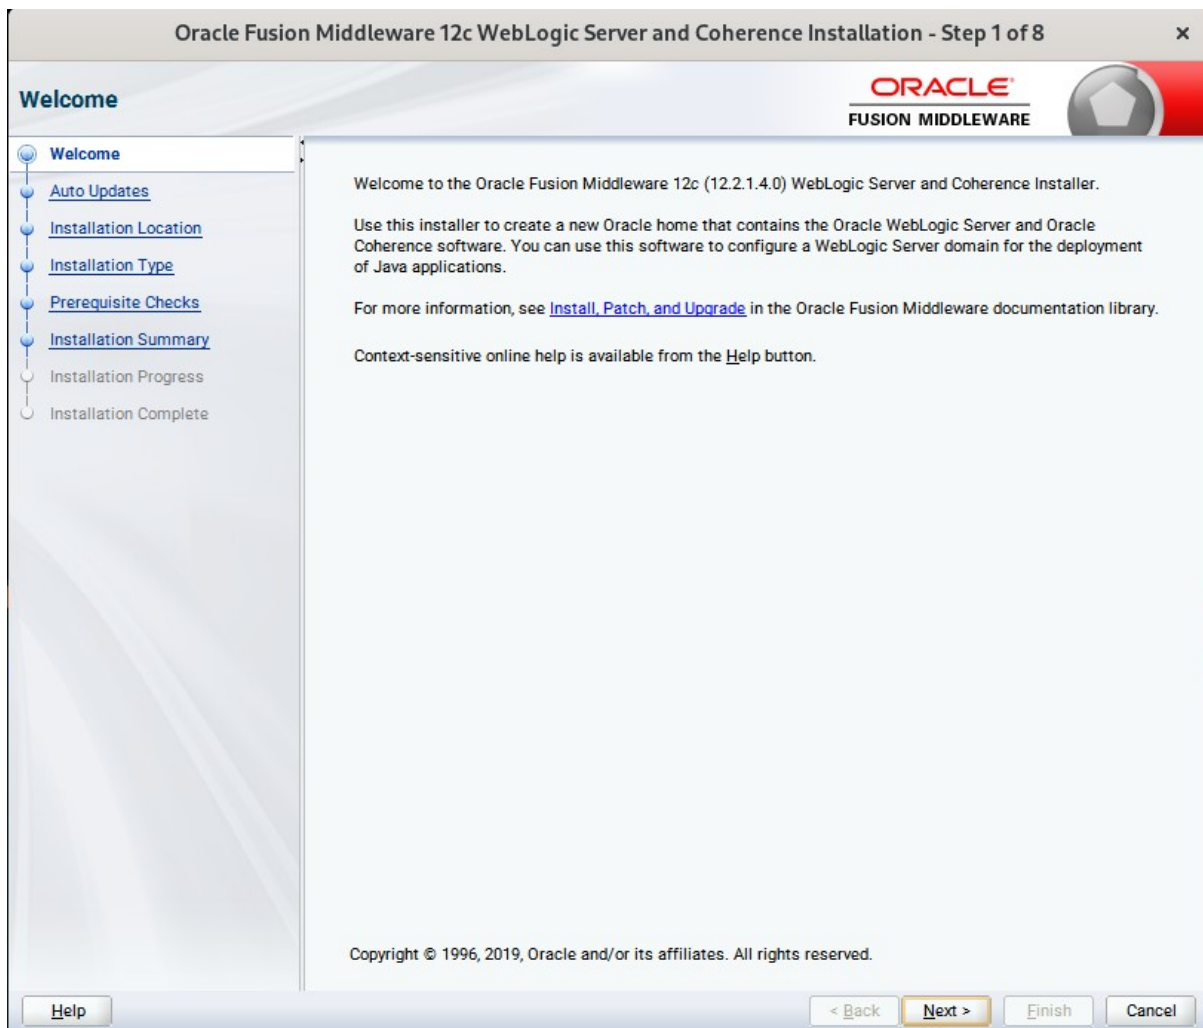 Oracle Fusion Middleware 12c WebLogic Server and Coherence Installation - Step 1 of 8
×
Welcome
ORACLE
FUSION MIDDLEWARE
Welcome
Auto Updates
Installation Location
Installation Type
Prerequisite Checks
Installation Summary
Installation Progress
Installation Complete
Welcome to the Oracle Fusion Middleware 12c (12.2.1.4.0) WebLogic Server and Coherence Installer.
Use this installer to create a new Oracle home that contains the Oracle WebLogic Server and Oracle
Coherence software. You can use this software to configure a WebLogic Server domain for the deployment
of Java applications.
For more information, see Install, Patch, and Upgrade in the Oracle Fusion Middleware documentation library.
Context-sensitive online help is available from the Help button.
Copyright © 1996, 2019, Oracle and/or its affiliates. All rights reserved.
Help
< Back
Next >
Finish
Cancel